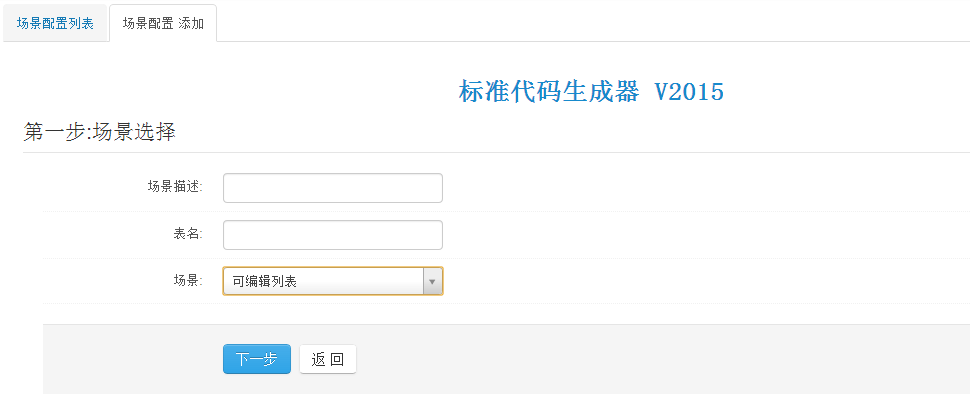 场景配置列表
场景配置 添加
标准代码生成器 V2015
第一步:场景选择
场景描述:
表名:
场景:
可编辑列表
下一步
返 回